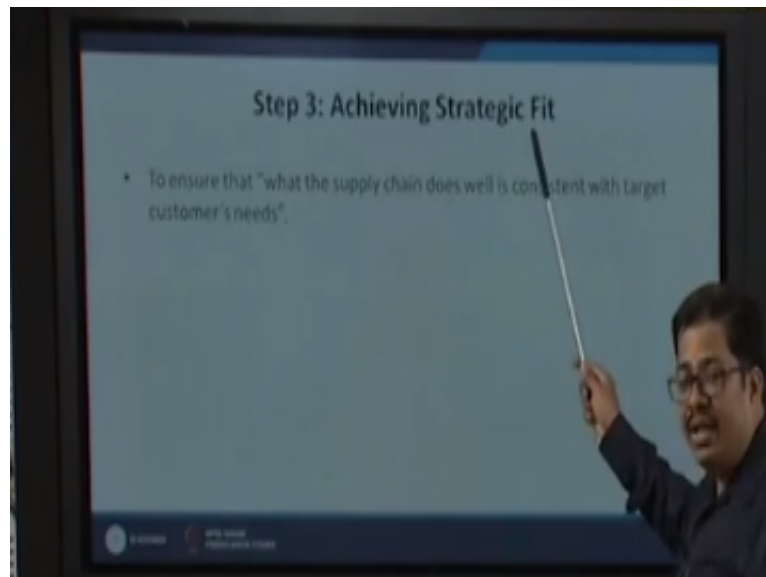 Step 3: Achieving Strategic Fit
• To ensure that "what the supply chain does well is consistent with target
customer's needs".